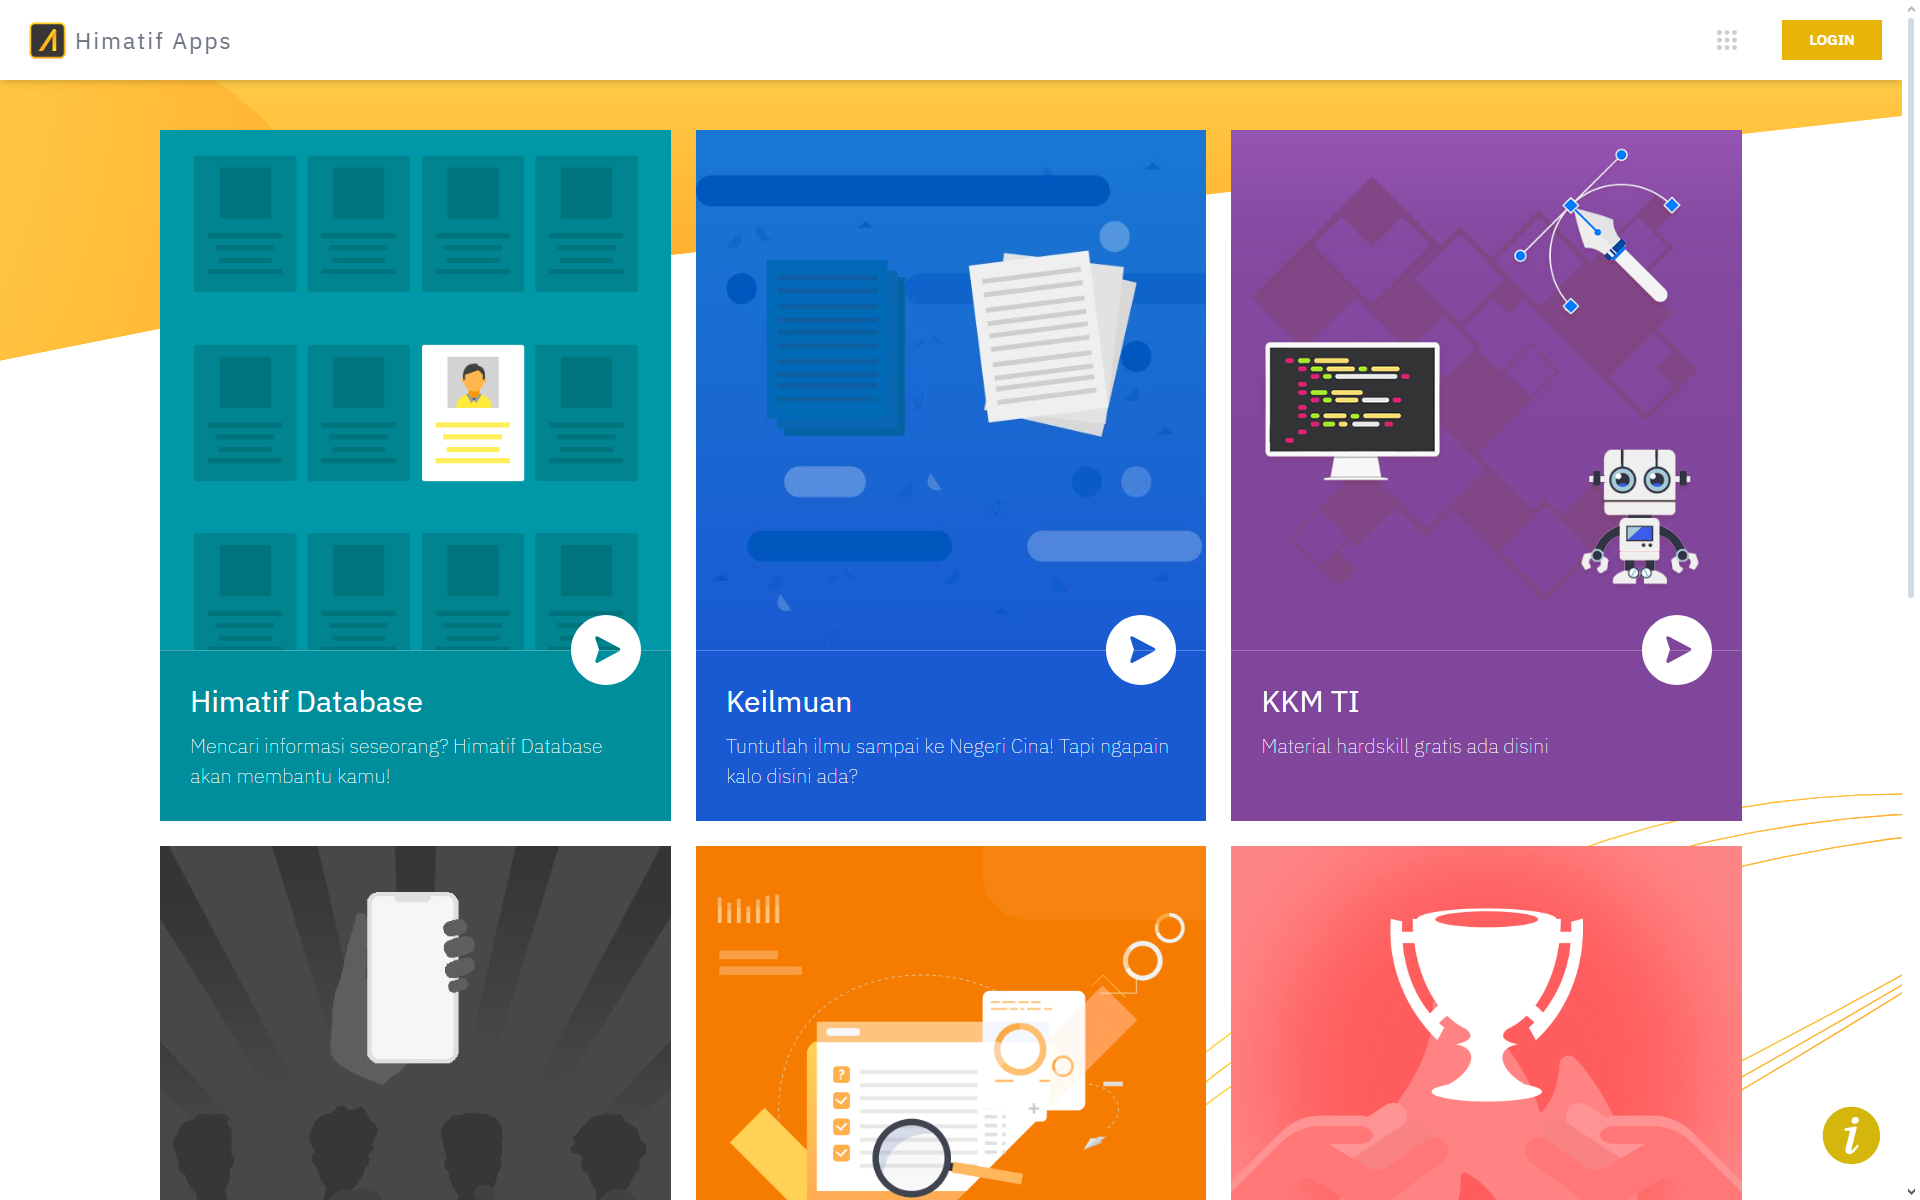 Himatif Apps
LOGIN
Himatif Database
Mencari informasi seseorang? Himatif Database
akan membantu kamu!
Keilmuan
Tuntutlah ilmu sampai ke Negeri Cina! Tapi ngapain
kalo disini ada?
KKM TI
Material hardskill gratis ada disini
?
i